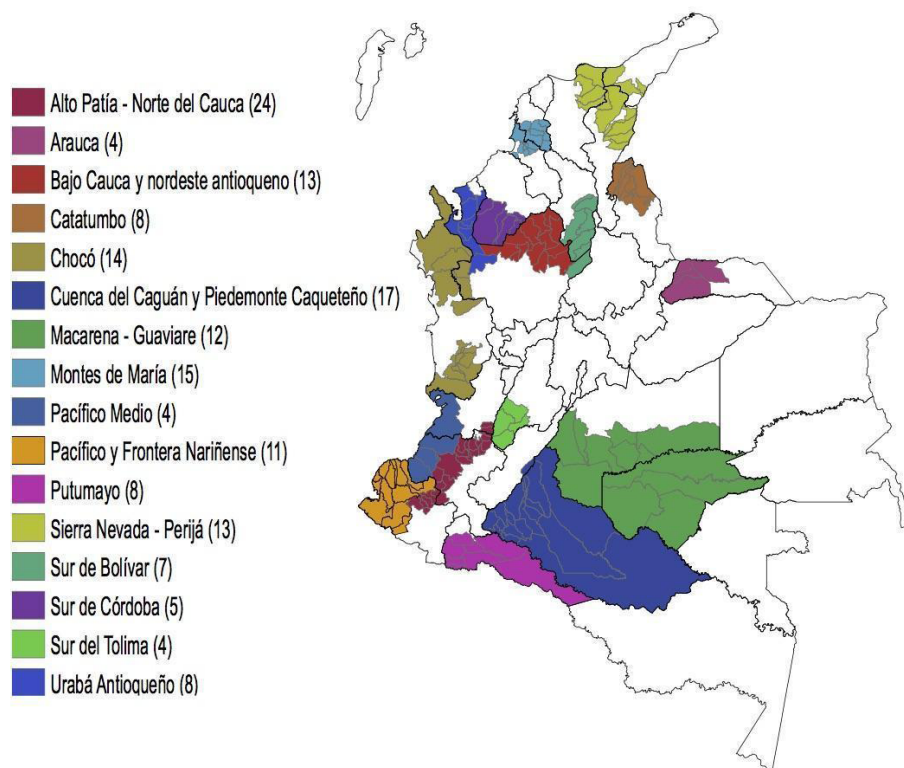 Alto Patía - Norte del Cauca (24)
Arauca (4)
Bajo Cauca y nordeste antioqueno (13)
Catatumbo (8)
Chocó (14)
Cuenca del Caguán y Piedemonte Caqueteño (17)
Macarena - Guaviare (12)
Montes de María (15)
Pacífico Medio (4)
Pacífico y Frontera Nariñense (11)
Putumayo (8)
Sierra Nevada - Perijá (13)
Sur de Bolívar (7)
Sur de Córdoba (5)
Sur del Tolima (4)
Urabá Antioqueño (8)